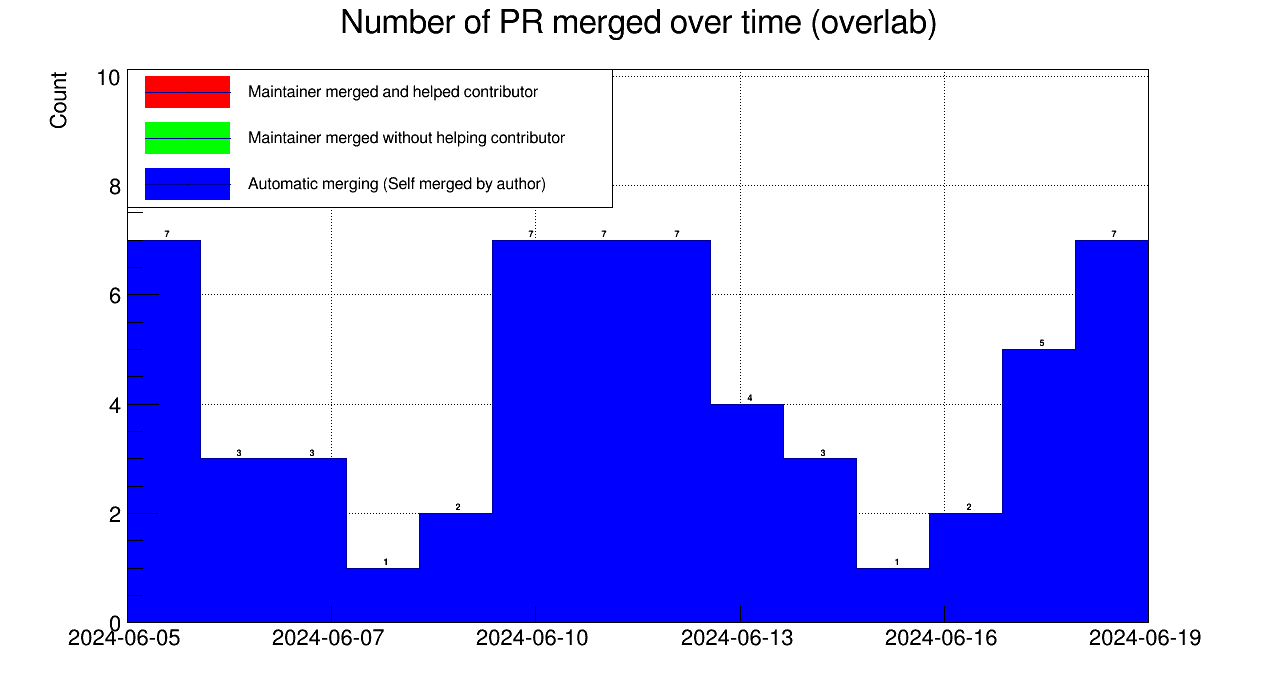 Number of PR merged over time (overlab)
Count
10
Maintainer merged and helped contributor
Maintainer merged without helping contributor
8
Automatic merging (Self merged by author)
7 7 7 7 7
6
5
4
4
3 3 3
2
2 2
1 1
0
2024-06-05 2024-06-07 2024-06-10 2024-06-13 2024-06-16 2024-06-19